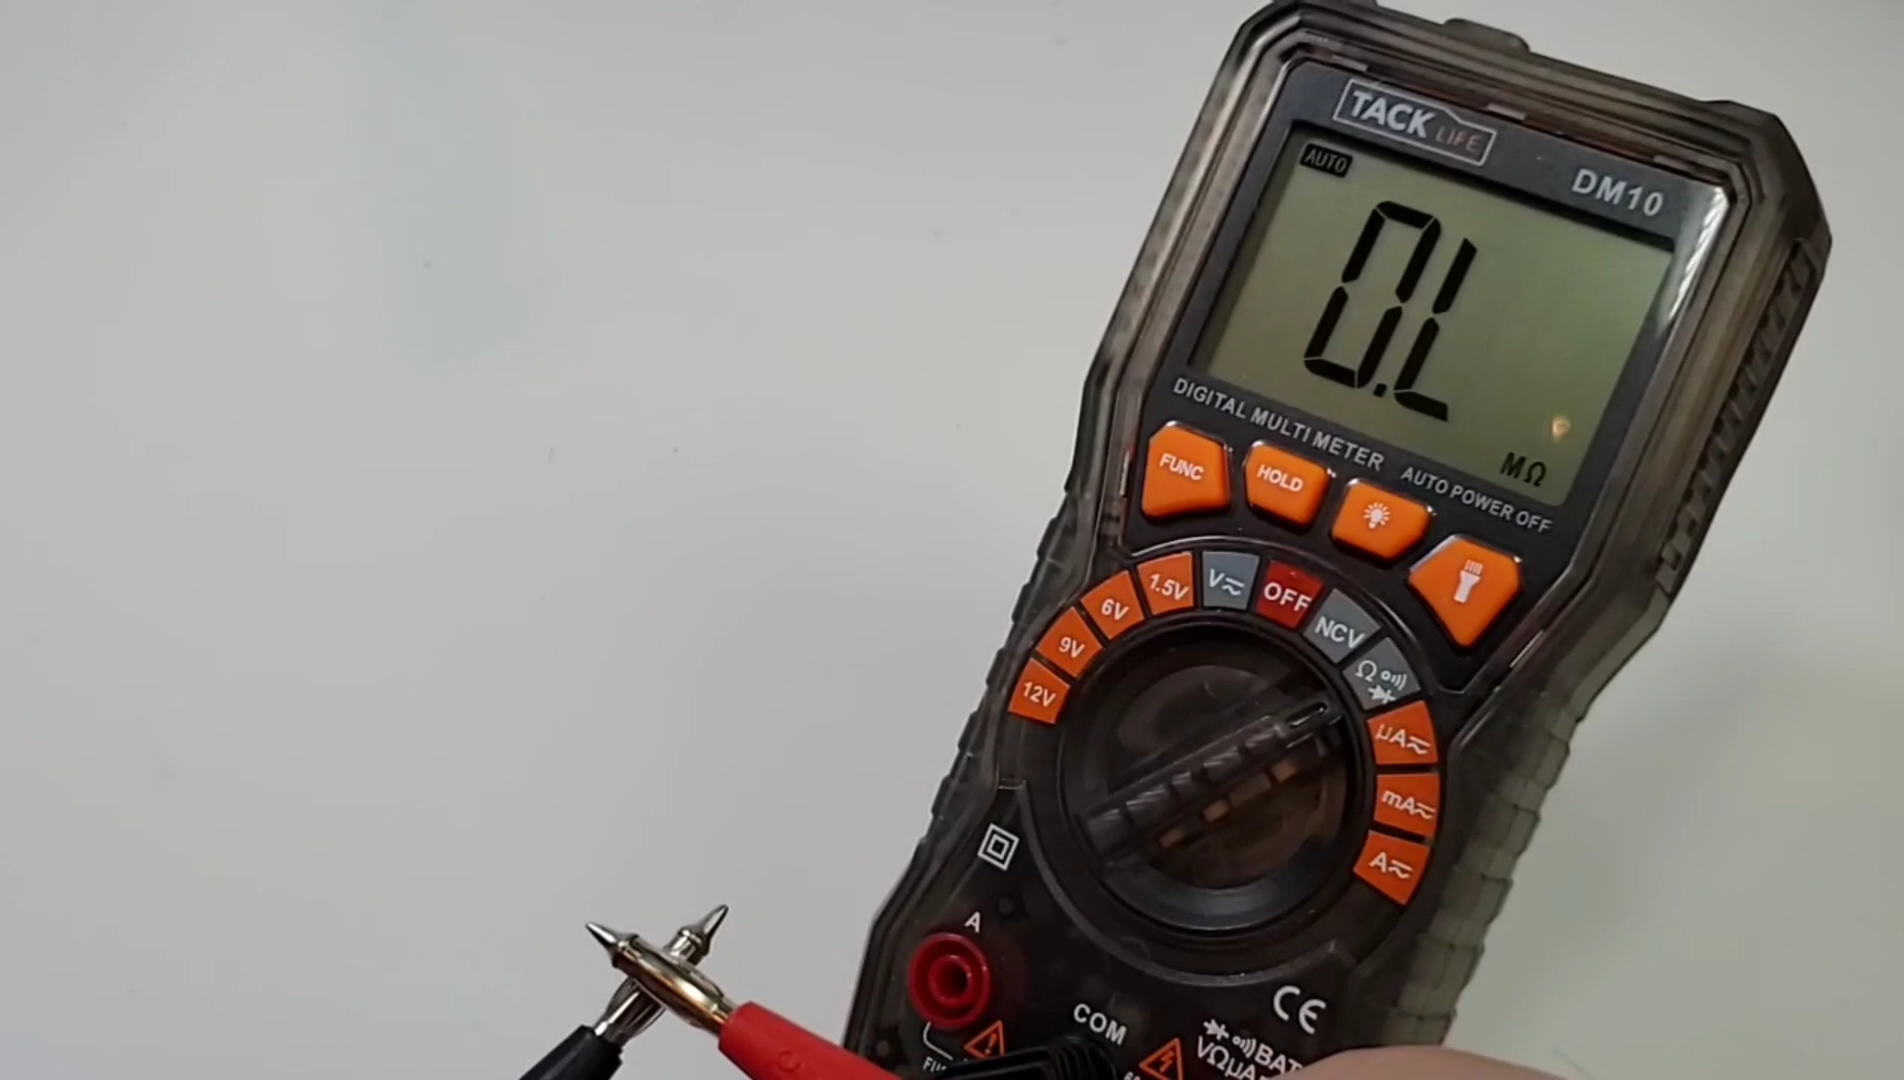 TACK LIFE
DM10
AUTO
0.L
MΩ
DIGITAL MULTI METER
AUTO POWER OFF
FUNC
HOLD
12V
9V
6V
1.5V
V
OFF
NCV
Ω
μA
mA
A
A
COM
CE
VΩμA